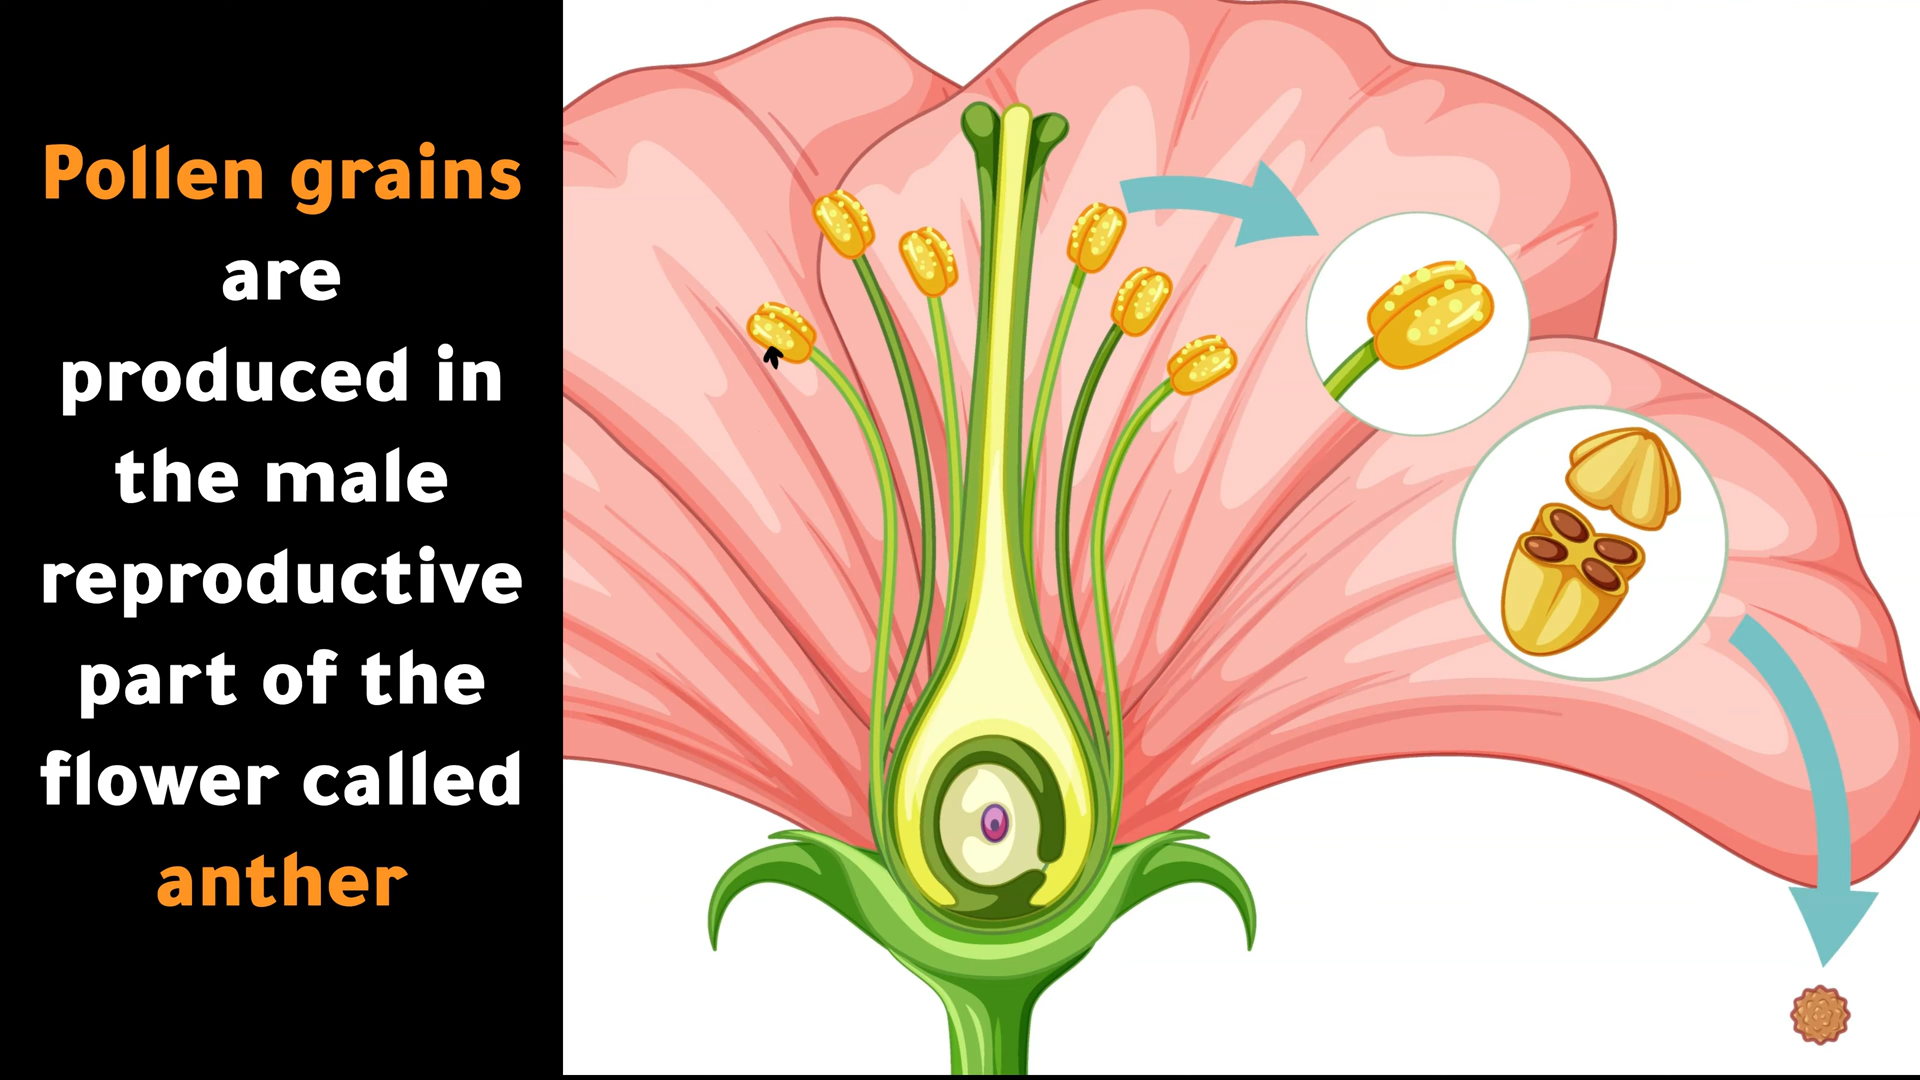 Pollen grains
are
produced in
the male
reproductive
part of the
flower called
anther